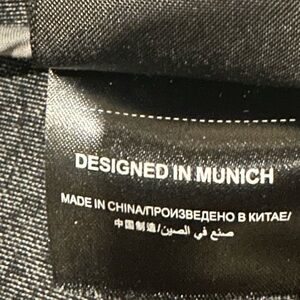 DESIGNED IN MUNICH
MADE IN CHINA/ПРОИЗВЕДЕНО В КИТАЕ/
中国制造/صنع في الصين